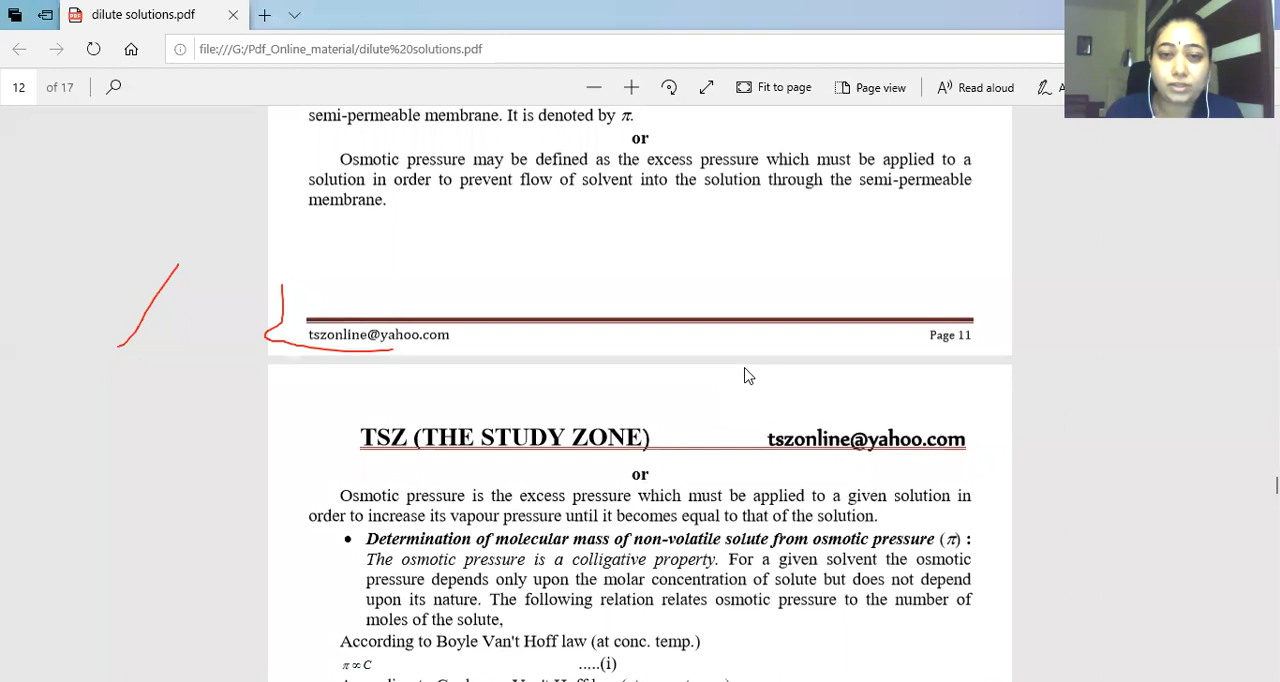 dilute solutions.pdf
file:///G:/Pdf_Online_material/dilute%20solutions.pdf
12 of 17
Fit to page
Page view
Read aloud
semi-permeable membrane. It is denoted by π.
or
Osmotic pressure may be defined as the excess pressure which must be applied to a
solution in order to prevent flow of solvent into the solution through the semi-permeable
membrane.
tszonline@yahoo.com Page 11
TSZ (THE STUDY ZONE) tszonline@yahoo.com
or
Osmotic pressure is the excess pressure which must be applied to a given solution in
order to increase its vapour pressure until it becomes equal to that of the solution.
• Determination of molecular mass of non-volatile solute from osmotic pressure (π) :
The osmotic pressure is a colligative property. For a given solvent the osmotic
pressure depends only upon the molar concentration of solute but does not depend
upon its nature. The following relation relates osmotic pressure to the number of
moles of the solute,
According to Boyle Van't Hoff law (at conc. temp.)
π ∝ C .....(i)